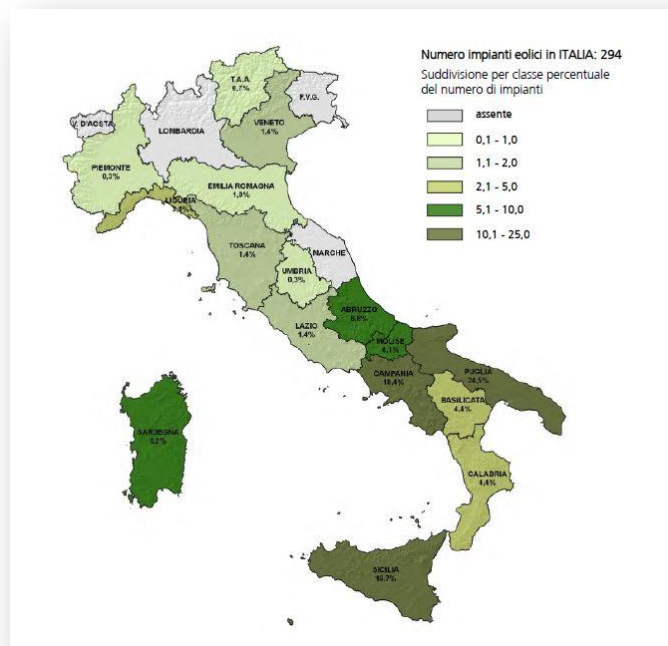 Numero impianti eolici in ITALIA: 294
Suddivisione per classe percentuale
del numero di impianti
assente
0,1 - 1,0
1,1 - 2,0
2,1 - 5,0
5,1 - 10,0
10,1 - 25,0
T.A.A.
0,7%
F.V.G.
V. D'AOSTA
LOMBARDIA
VENETO
1,4%
PIEMONTE
0,3%
EMILIA ROMAGNA
1,0%
LIGURIA
TOSCANA
1,4%
MARCHE
UMBRIA
0,3%
LAZIO
1,4%
ABRUZZO
MOLISE
CAMPANIA
PUGLIA
24,5%
BASILICATA
4,4%
SARDEGNA
CALABRIA
4,4%
SICILIA